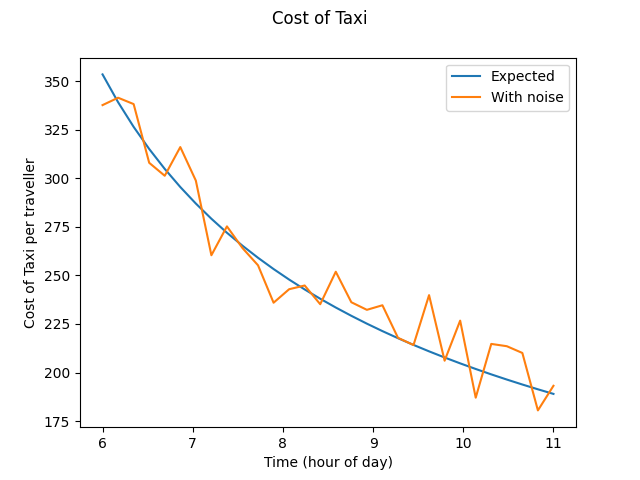 Cost of Taxi
Expected
With noise
350
325
300
275
250
225
200
175
Cost of Taxi per traveller
6 7 8 9 10 11
Time (hour of day)